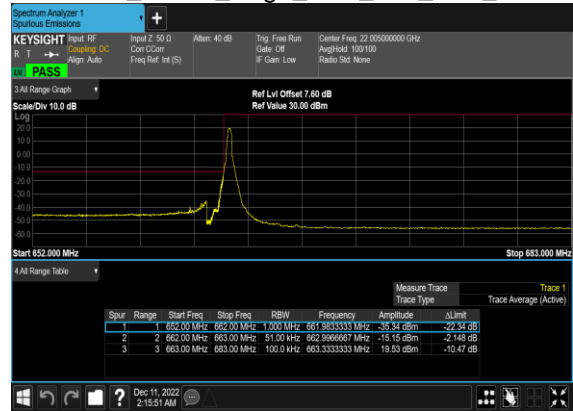 Spectrum Analyzer 1
Spurious Emissions
+
KEYSIGHT Input: RF Input Z: 50 Ω Atten: 40 dB Trig: Free Run Center Freq: 22.005000000 GHz
R T Coupling: DC Corr CCorr Gate: Off Avg|Hold: 100/100
Align: Auto Freq Ref: Int (S) IF Gain: Low Radio Std: None
LW PASS
3 All Range Graph
Ref Lvl Offset 7.60 dB
Scale/Div 10.0 dB Ref Value 30.00 dBm
Log
20.0
10.0
0.00
-10.0
-20.0
-30.0
-40.0
-50.0
-60.0
Start 652.000 MHz Stop 683.000 MHz
4 All Range Table
Measure Trace Trace 1
Trace Type Trace Average (Active)
Spur Range Start Freq Stop Freq RBW Frequency Amplitude ΔLimit
1 1 652.00 MHz 662.00 MHz 1.000 MHz 661.9833333 MHz -35.34 dBm -22.34 dB
2 2 662.00 MHz 663.00 MHz 51.00 kHz 662.9966667 MHz -15.15 dBm -2.148 dB
3 3 663.00 MHz 683.00 MHz 100.0 kHz 663.3333333 MHz 19.53 dBm -10.47 dB
? Dec 11, 2022
2:15:51 AM